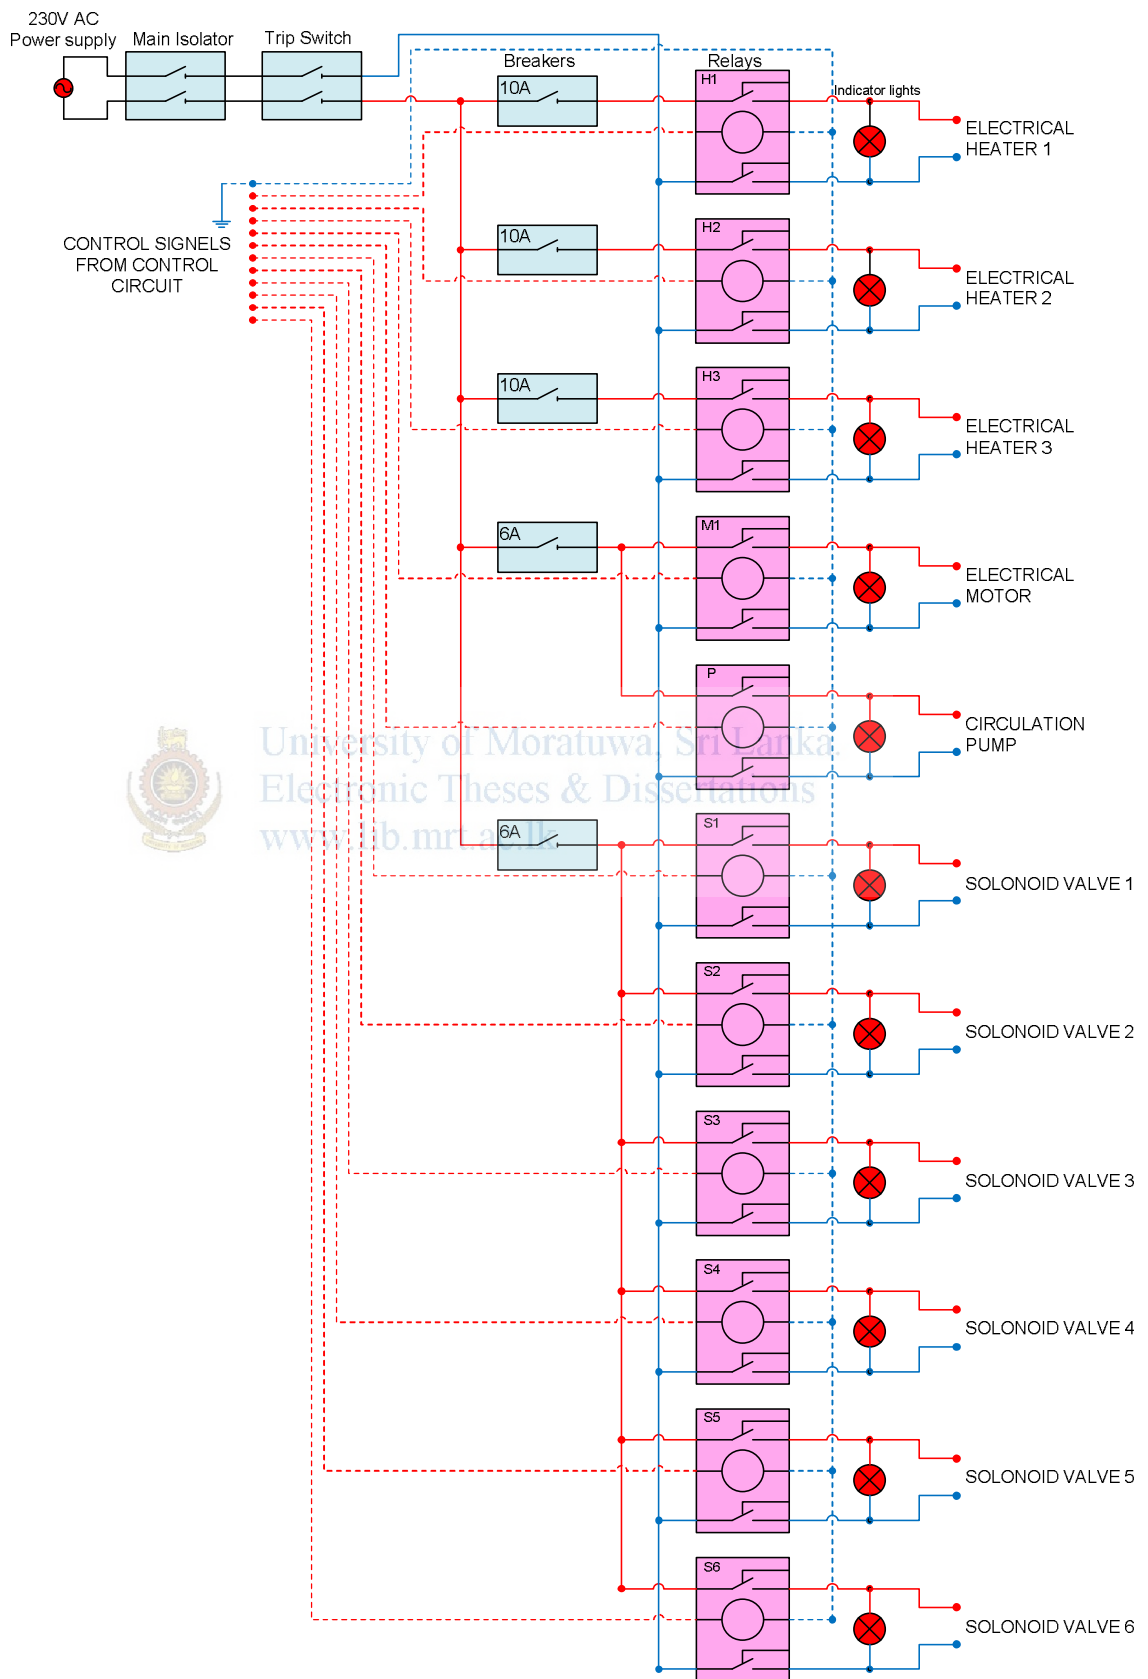 230V AC
Power supply
Main Isolator
Trip Switch
Breakers
Relays
Indicator lights
10A
H1
ELECTRICAL
HEATER 1
CONTROL SIGNELS
FROM CONTROL
CIRCUIT
10A
H2
ELECTRICAL
HEATER 2
10A
H3
ELECTRICAL
HEATER 3
6A
M1
ELECTRICAL
MOTOR
P
CIRCULATION
PUMP
University of Moratuwa, Sri Lanka.
Electronic Theses & Dissertations
www.lib.mrt.ac.lk
6A
S1
SOLONOID VALVE 1
S2
SOLONOID VALVE 2
S3
SOLONOID VALVE 3
S4
SOLONOID VALVE 4
S5
SOLONOID VALVE 5
S6
SOLONOID VALVE 6